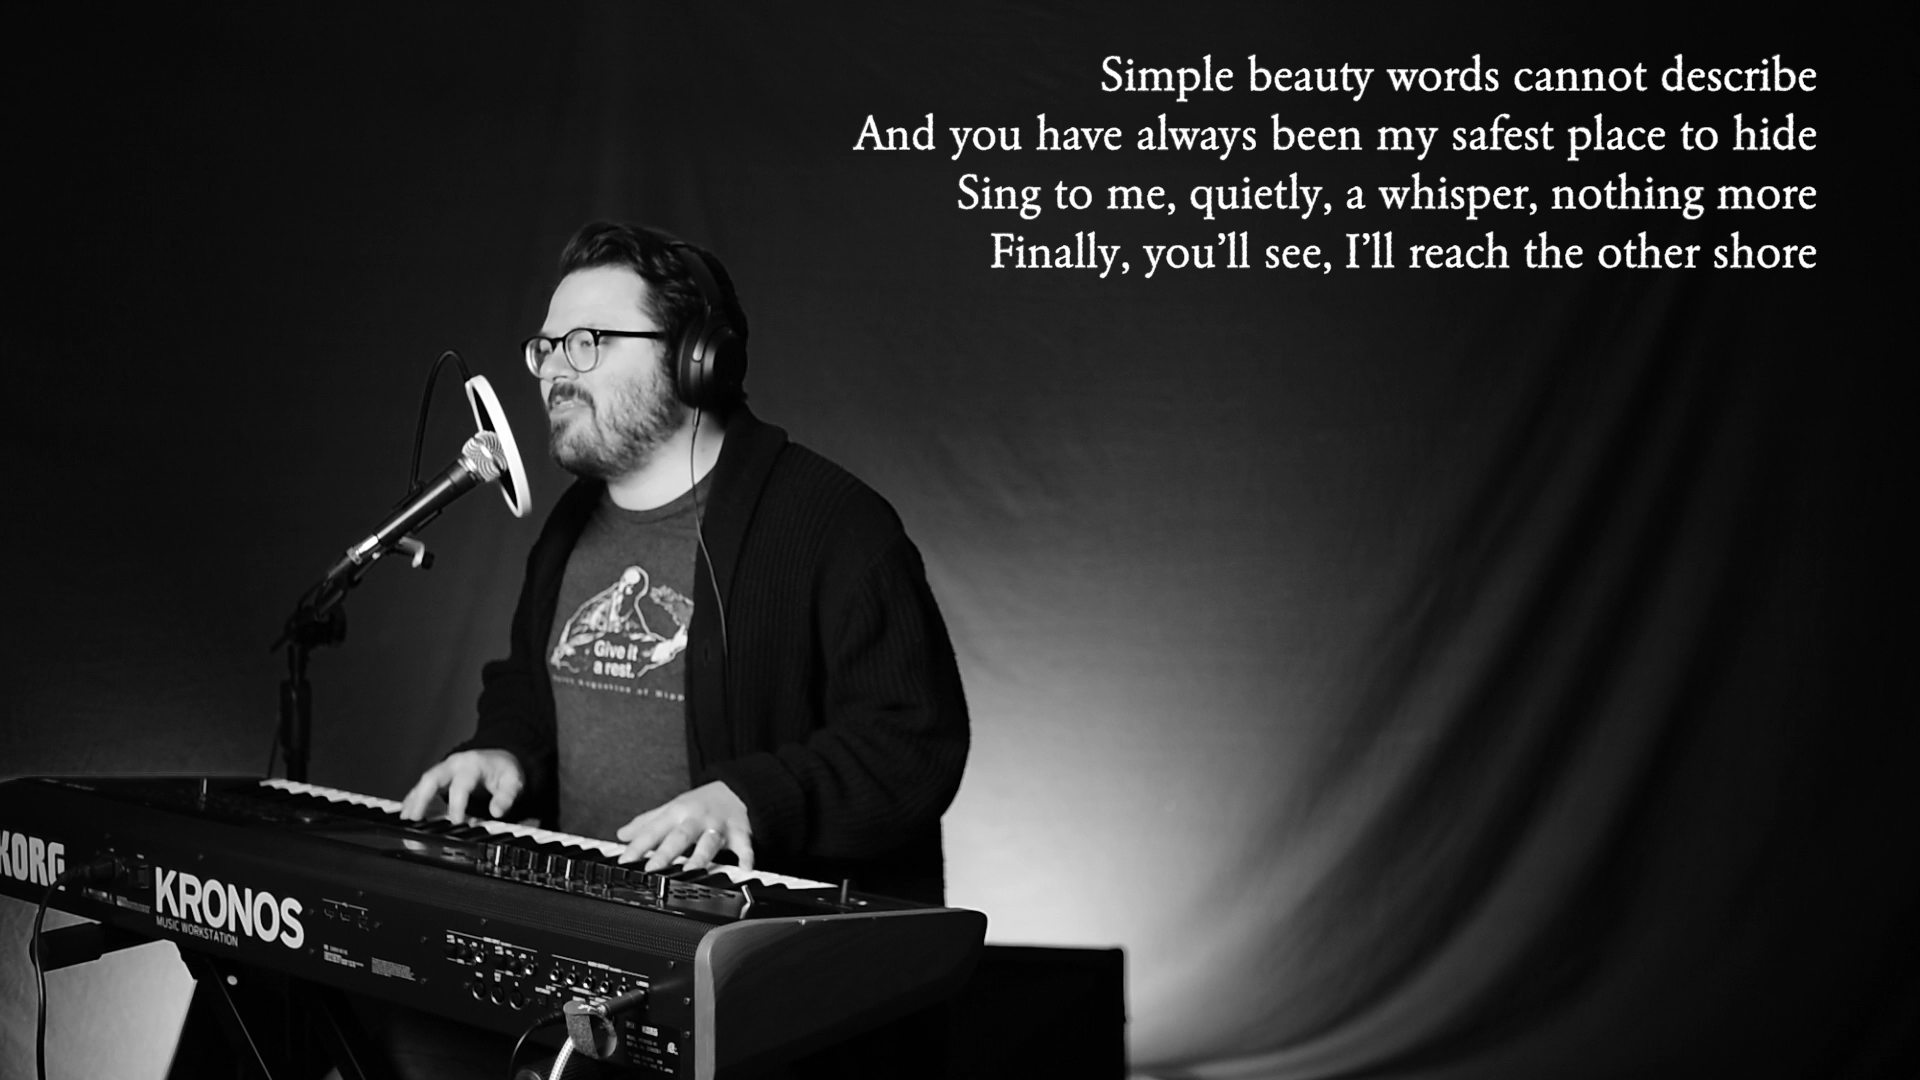 Simple beauty words cannot describe
And you have always been my safest place to hide
Sing to me, quietly, a whisper, nothing more
Finally, you’ll see, I’ll reach the other shore
Give it
a rest.
KORG
KRONOS
MUSIC WORKSTATION